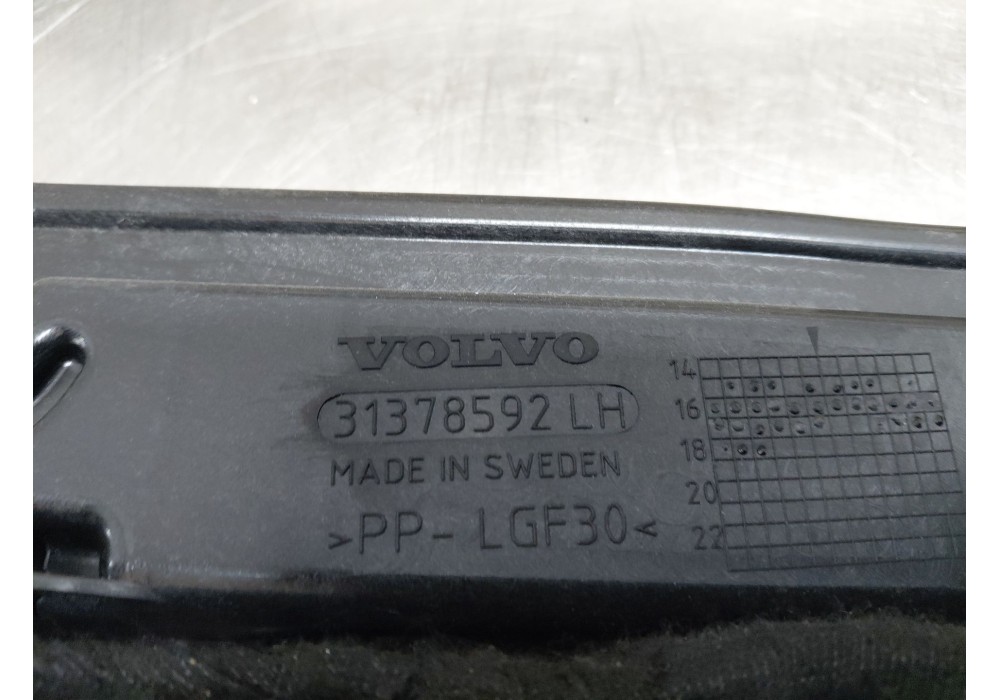 VOLVO
31378592 LH
MADE IN SWEDEN
>PP- LGF30<
14
16
18
20
22